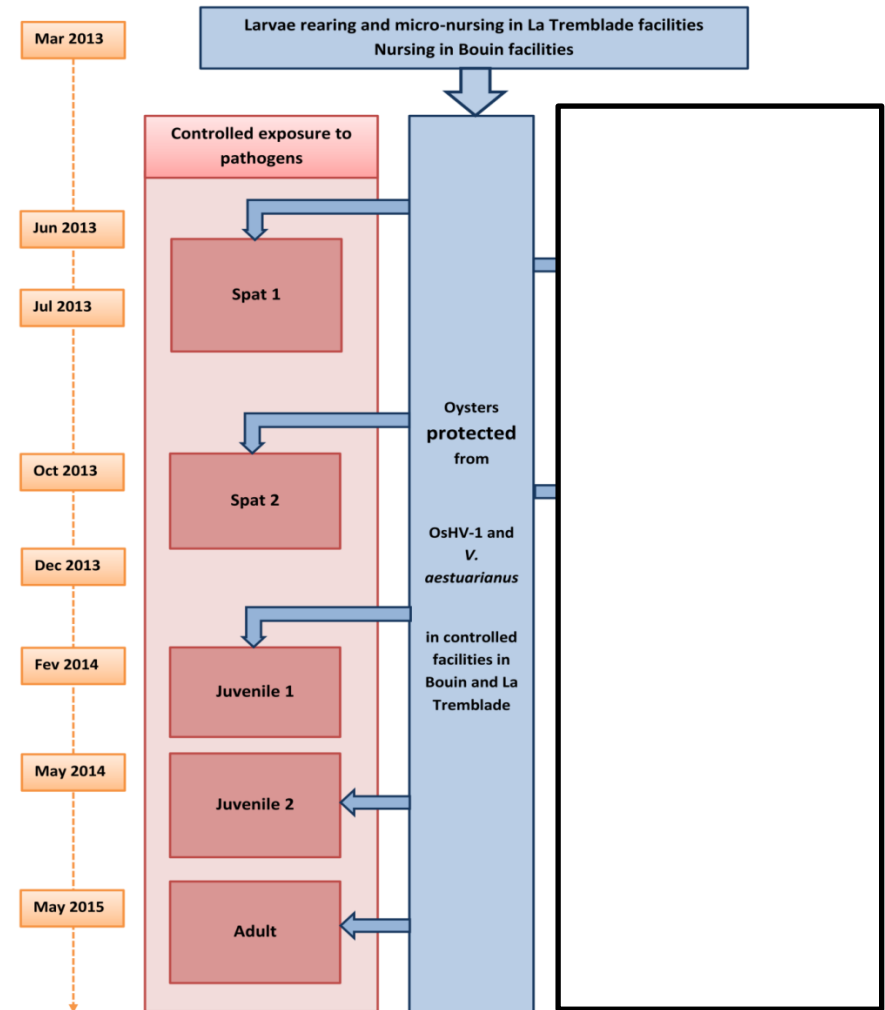 Larvae rearing and micro-nursing in La Tremblade facilities
Nursing in Bouin facilities
Mar 2013
Jun 2013
Jul 2013
Oct 2013
Dec 2013
Fev 2014
May 2014
May 2015
Controlled exposure to
pathogens
Spat 1
Spat 2
Juvenile 1
Juvenile 2
Adult
Oysters
protected
from
OsHV-1 and
V.
aestuarianus
in controlled
facilities in
Bouin and La
Tremblade